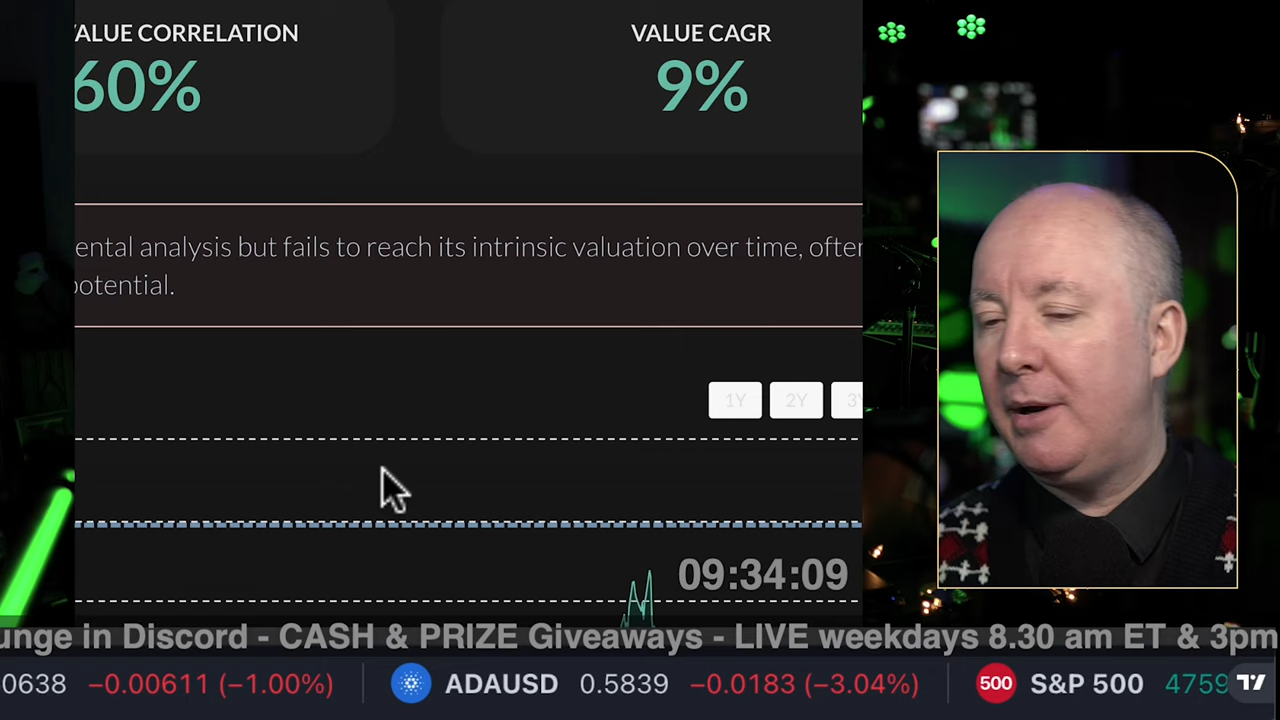 VALUE CORRELATION
60%
VALUE CAGR
9%
ental analysis but fails to reach its intrinsic valuation over time, ofter
potential.
1Y 2Y 3Y
09:34:09
unge in Discord - CASH & PRIZE Giveaways - LIVE weekdays 8.30 am ET & 3pm
0638 −0.00611 (−1.00%) ADAUSD 0.5839 −0.0183 (−3.04%) 500 S&P 500 4759